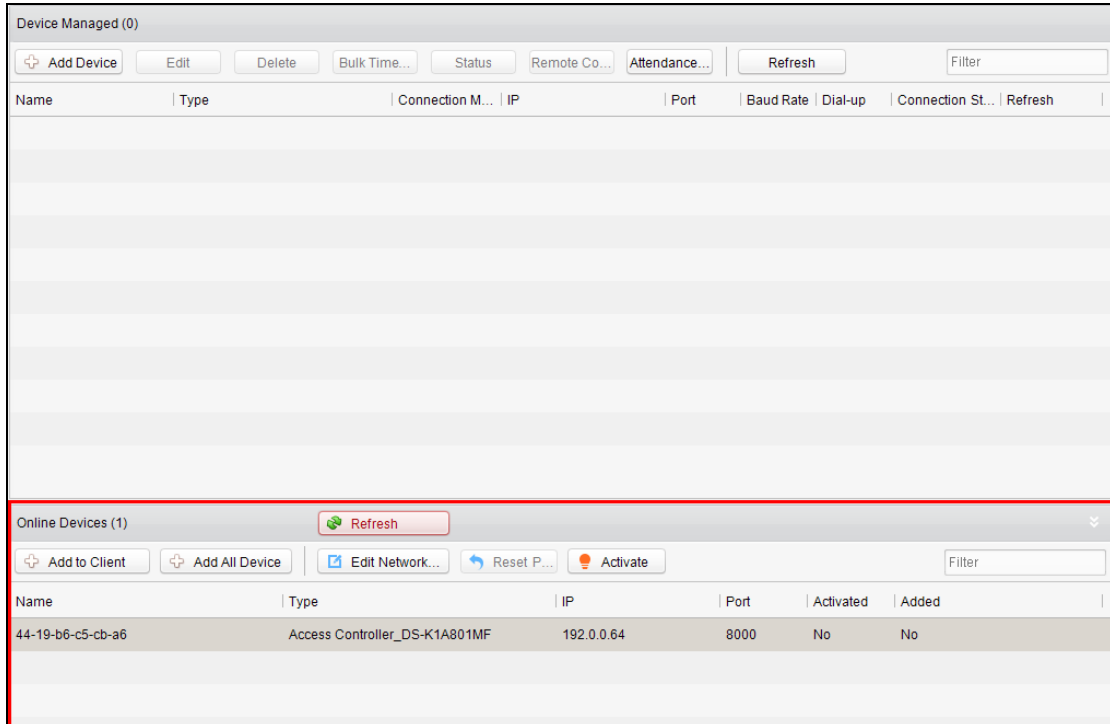 Device Managed (0)
Add Device Edit Delete Bulk Time... Status Remote Co... Attendance... Refresh Filter
Name Type Connection M... IP Port Baud Rate Dial-up Connection St... Refresh
Online Devices (1) Refresh
Add to Client Add All Device Edit Network... Reset P... Activate Filter
Name Type IP Port Activated Added
44-19-b6-c5-cb-a6 Access Controller_DS-K1A801MF 192.0.0.64 8000 No No